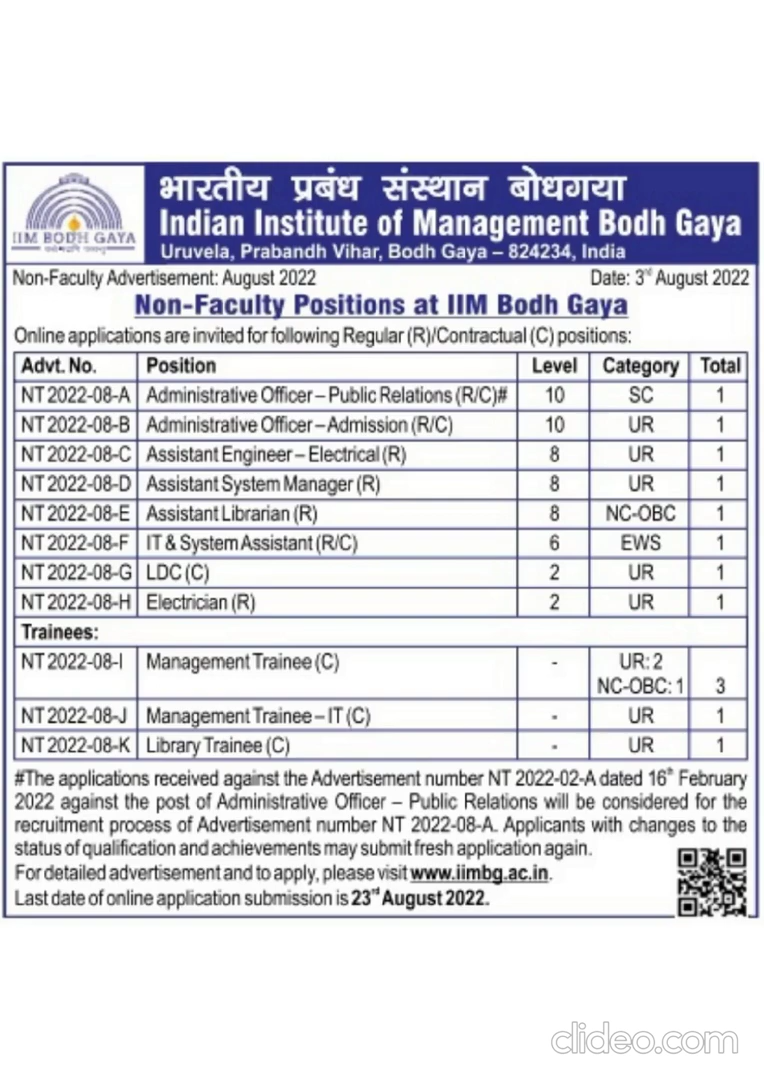 भारतीय प्रबंध संस्थान बोधगया
Indian Institute of Management Bodh Gaya
Uruvela, Prabandh Vihar, Bodh Gaya – 824234, India
IIM BODH GAYA
Non-Faculty Advertisement: August 2022 Date: 3rd August 2022
Non-Faculty Positions at IIM Bodh Gaya
Online applications are invited for following Regular (R)/Contractual (C) positions:
Advt. No. Position Level Category Total
NT 2022-08-A Administrative Officer – Public Relations (R/C)# 10 SC 1
NT 2022-08-B Administrative Officer – Admission (R/C) 10 UR 1
NT 2022-08-C Assistant Engineer – Electrical (R) 8 UR 1
NT 2022-08-D Assistant System Manager (R) 8 UR 1
NT 2022-08-E Assistant Librarian (R) 8 NC-OBC 1
NT 2022-08-F IT & System Assistant (R/C) 6 EWS 1
NT 2022-08-G LDC (C) 2 UR 1
NT 2022-08-H Electrician (R) 2 UR 1
Trainees:
NT 2022-08-I Management Trainee (C) - UR: 2
NC-OBC: 1 3
NT 2022-08-J Management Trainee – IT (C) - UR 1
NT 2022-08-K Library Trainee (C) - UR 1
#The applications received against the Advertisement number NT 2022-02-A dated 16th February
2022 against the post of Administrative Officer – Public Relations will be considered for the
recruitment process of Advertisement number NT 2022-08-A. Applicants with changes to the
status of qualification and achievements may submit fresh application again.
For detailed advertisement and to apply, please visit www.iimbg.ac.in.
Last date of online application submission is 23rd August 2022.
clideo.com